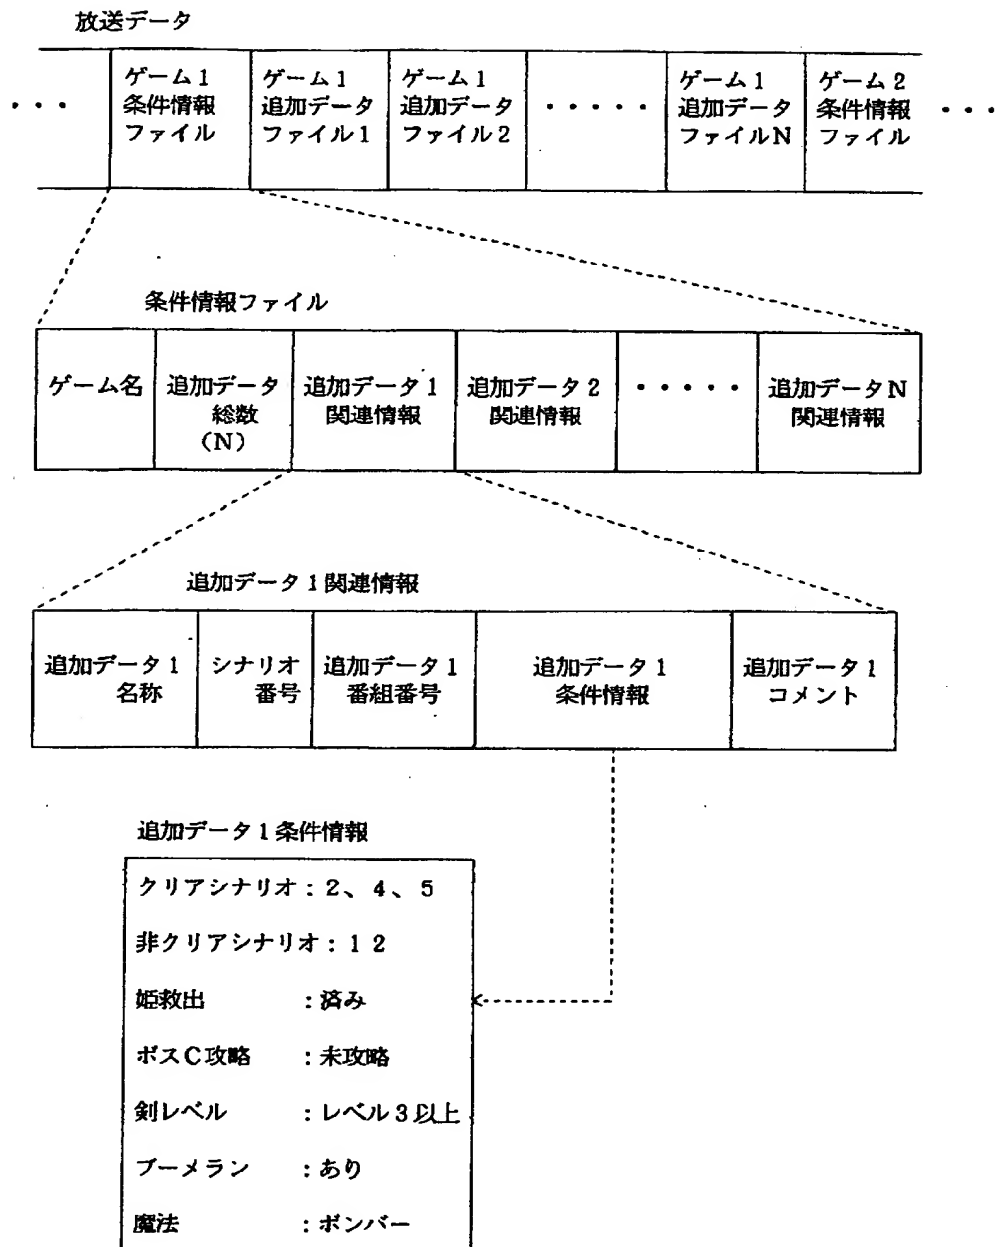 放送データ
ゲーム1
条件情報
ファイル
ゲーム1
追加データ
ファイル1
ゲーム1
追加データ
ファイル2
・・・・・
ゲーム1
追加データ
ファイルN
ゲーム2
条件情報
ファイル
・・・
・・・
条件情報ファイル
ゲーム名
追加データ
総数
(N)
追加データ1
関連情報
追加データ2
関連情報
・・・・・
追加データN
関連情報
追加データ1関連情報
追加データ1
名称
シナリオ
番号
追加データ1
番組番号
追加データ1
条件情報
追加データ1
コメント
追加データ1条件情報
クリアシナリオ:2、4、5
非クリアシナリオ:12
姫救出 :済み
ボスC攻略 :未攻略
剣レベル :レベル3以上
ブーメラン :あり
魔法 :ボンバー